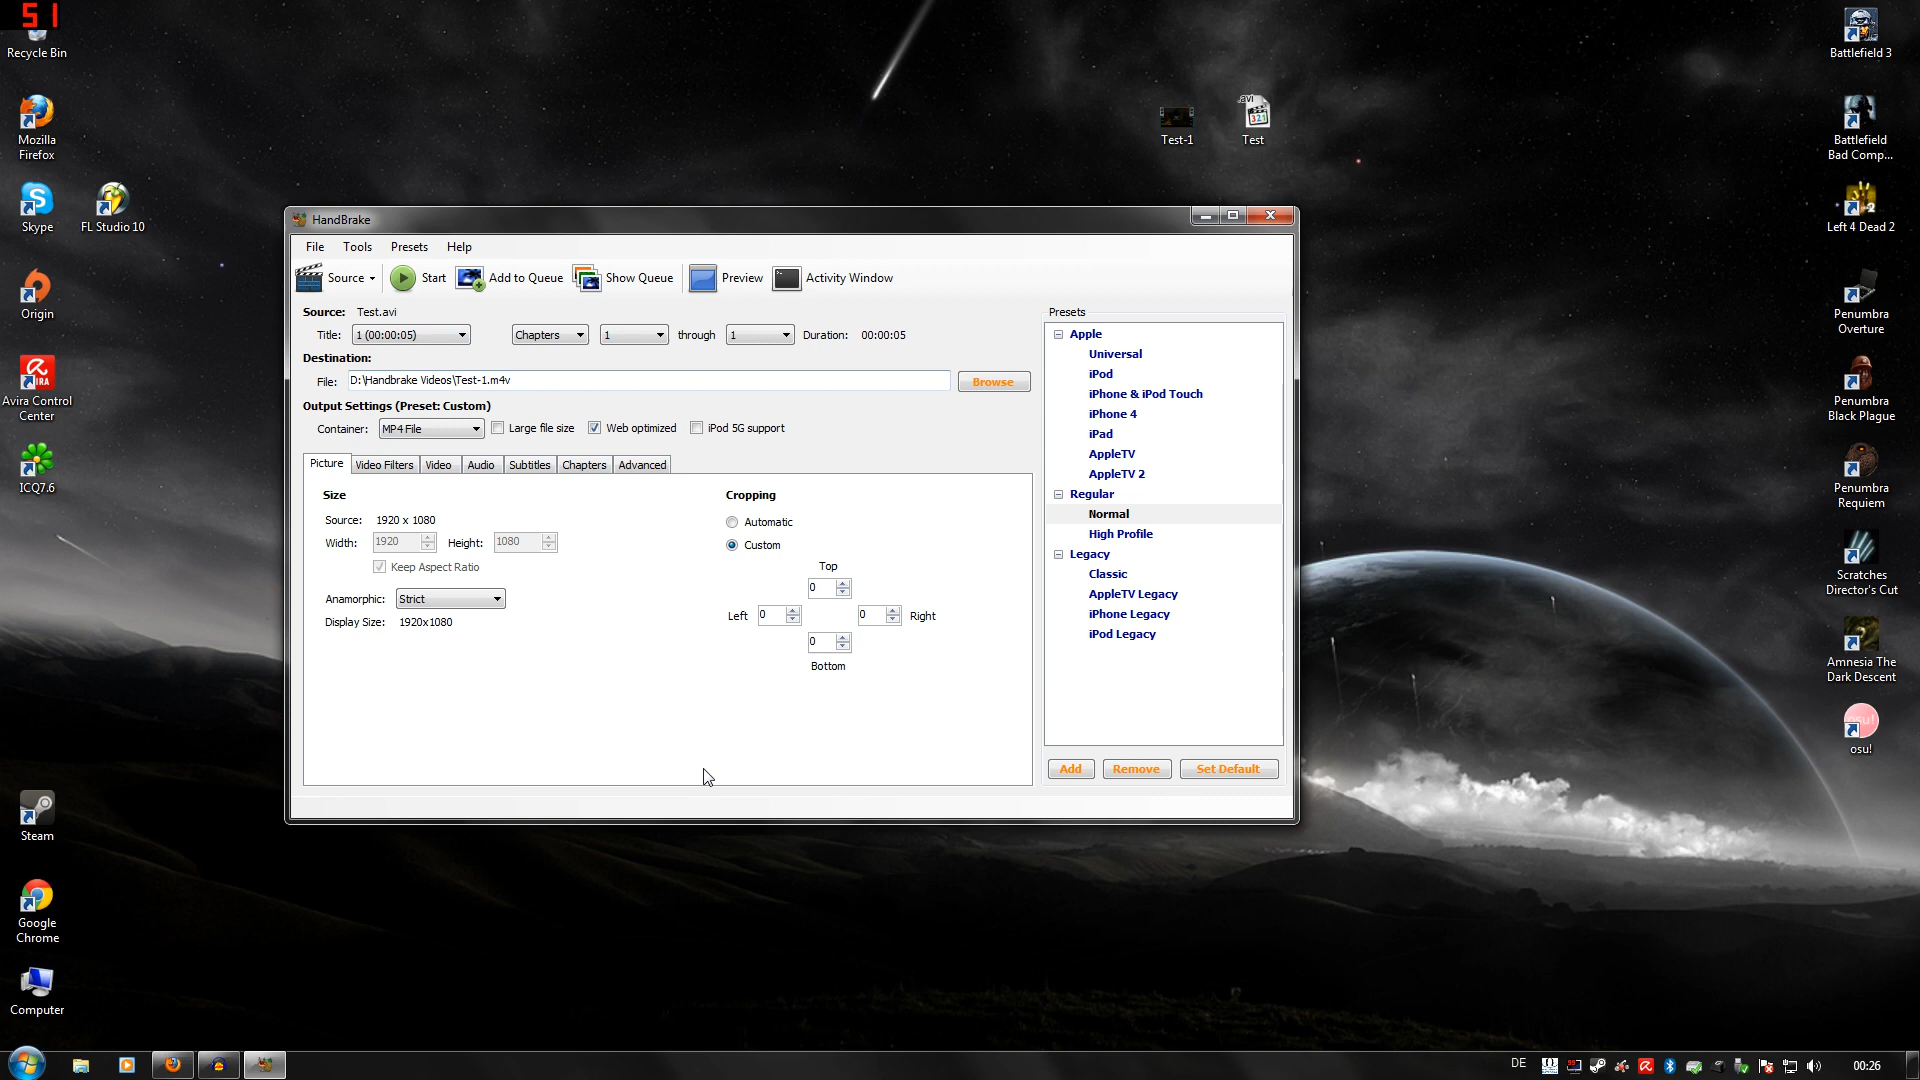 51
Recycle Bin
Mozilla
Firefox
Skype
FL Studio 10
Origin
Avira Control
Center
ICQ7.6
Steam
Google
Chrome
Computer
.avi
321
Test-1
Test
HandBrake
File
Tools
Presets
Help
Source
Start
Add to Queue
Show Queue
Preview
Activity Window
Source: Test.avi
Title: 1 (00:00:05) Chapters 1 through 1 Duration: 00:00:05
Destination:
File: D:\Handbrake Videos\Test-1.m4v Browse
Output Settings (Preset: Custom)
Container: MP4 File Large file size Web optimized iPod 5G support
Picture Video Filters Video Audio Subtitles Chapters Advanced
Size
Source: 1920 x 1080
Width: 1920 Height: 1080
Keep Aspect Ratio
Anamorphic: Strict
Display Size: 1920x1080
Cropping
Automatic
Custom
Top
0
Left 0 0 Right
0
Bottom
Presets
Apple
Universal
iPod
iPhone & iPod Touch
iPhone 4
iPad
AppleTV
AppleTV 2
Regular
Normal
High Profile
Legacy
Classic
AppleTV Legacy
iPhone Legacy
iPod Legacy
Add Remove Set Default
Battlefield 3
Battlefield
Bad Comp...
2
Left 4 Dead 2
Penumbra
Overture
Penumbra
Black Plague
Penumbra
Requiem
Scratches
Director's Cut
Amnesia The
Dark Descent
osu!
osu!
DE
00:26